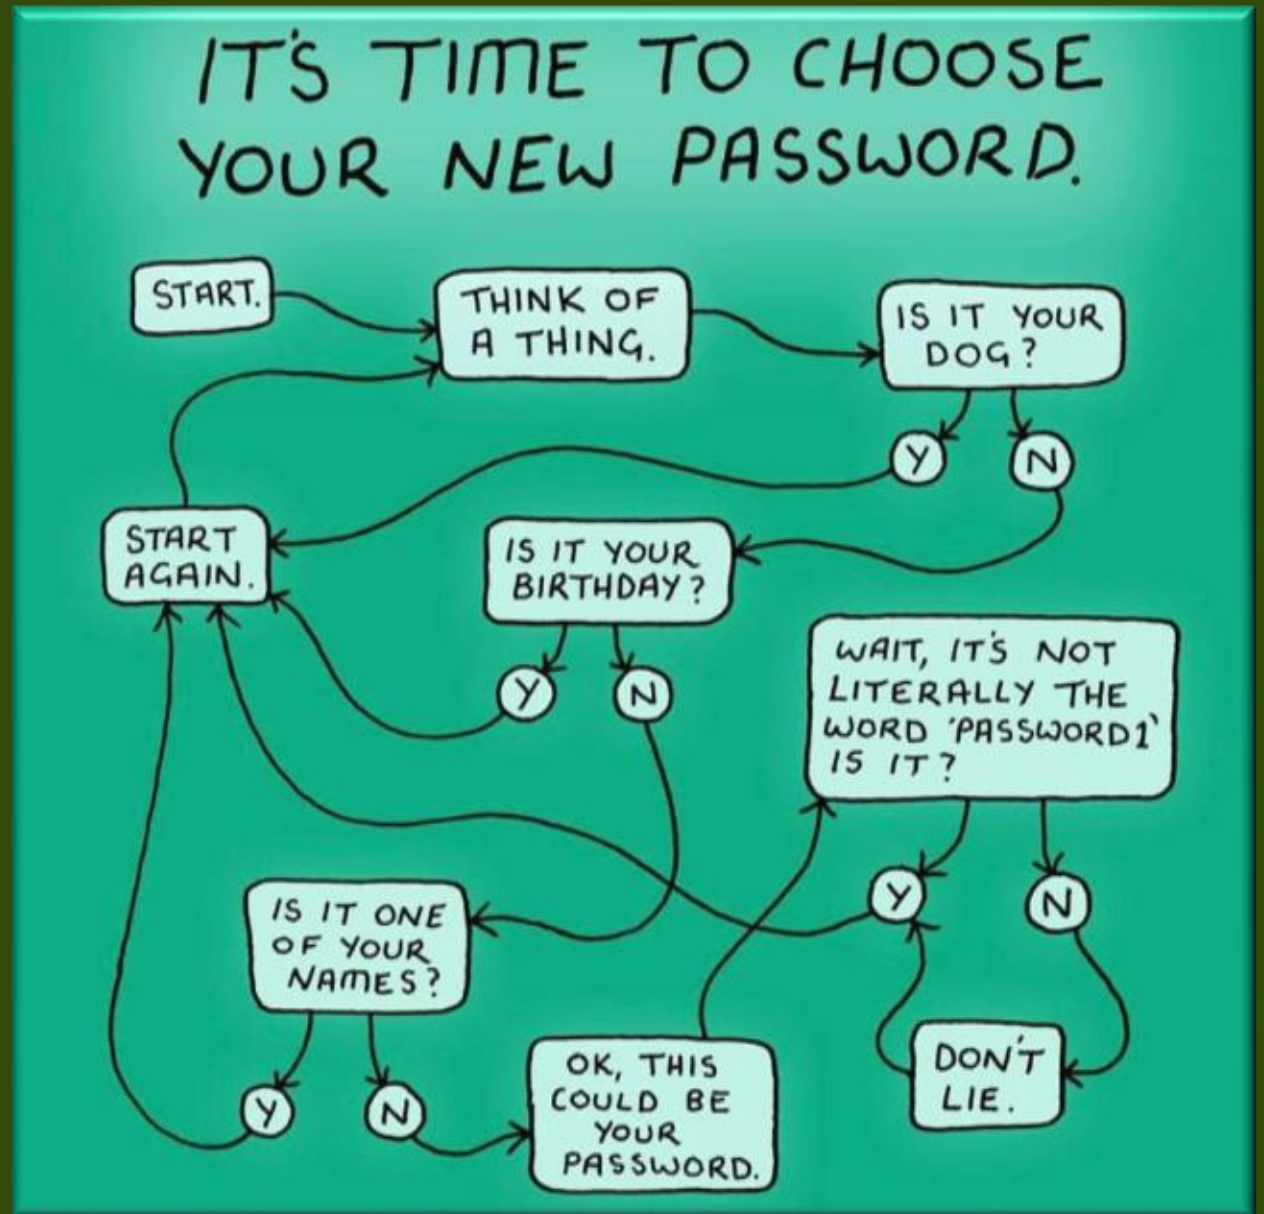 IT'S TIME TO CHOOSE
YOUR NEW PASSWORD.
START.
THINK OF
A THING.
IS IT YOUR
DOG?
Y
N
START
AGAIN.
IS IT YOUR
BIRTHDAY?
Y
N
WAIT, IT'S NOT
LITERALLY THE
WORD 'PASSWORD1'
IS IT?
Y
N
IS IT ONE
OF YOUR
NAMES?
Y
N
OK, THIS
COULD BE
YOUR
PASSWORD.
DON'T
LIE.